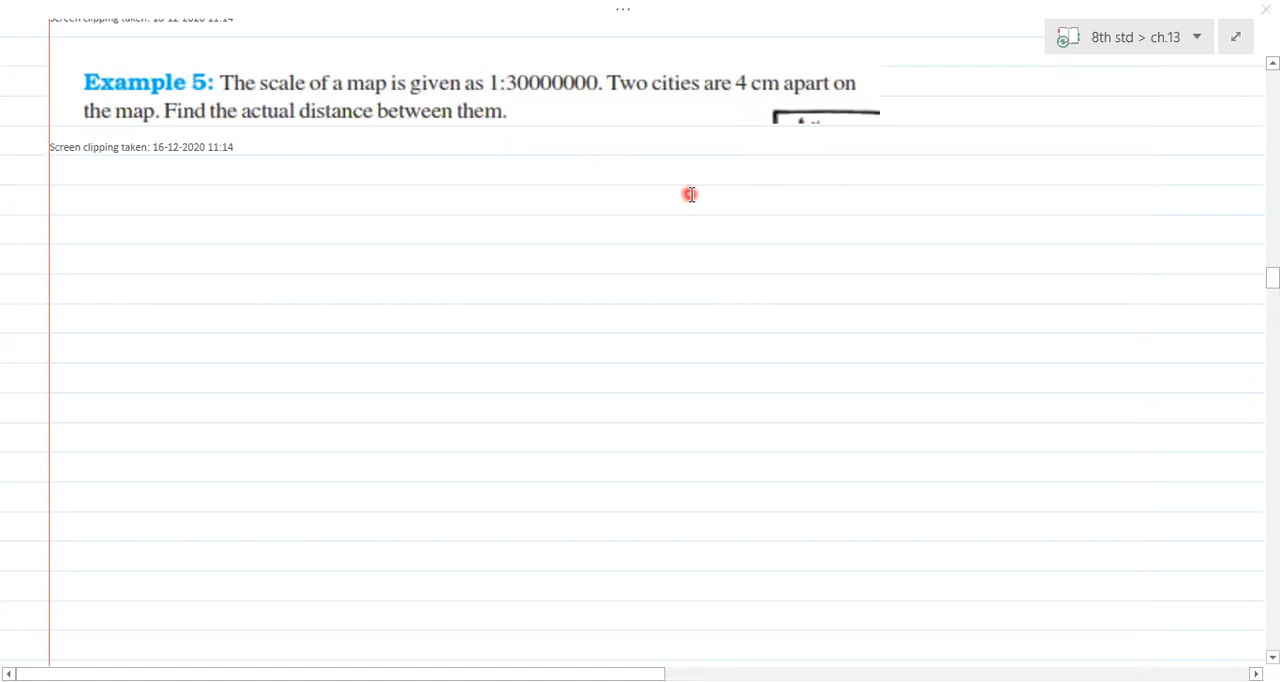 8th std > ch.13
Example 5: The scale of a map is given as 1:30000000. Two cities are 4 cm apart on
the map. Find the actual distance between them.
Screen clipping taken: 16-12-2020 11:14